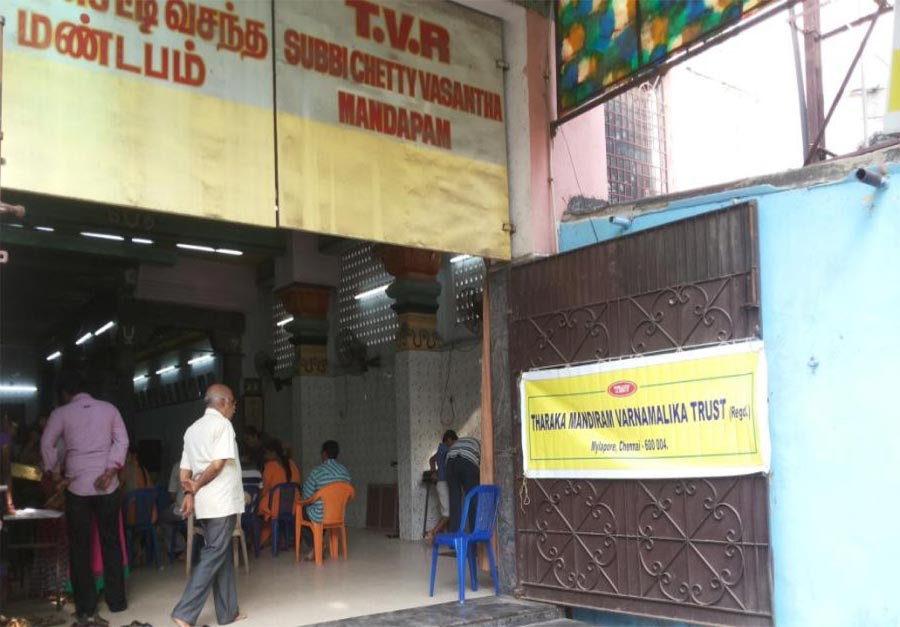 மண்டபம்
T.V.R
SUBBI CHETTY VASANTHA
MANDAPAM
THARAKA MANDIRAM VARNAMALIKA TRUST (Regd.)
Mylapore, Chennai - 600 004.